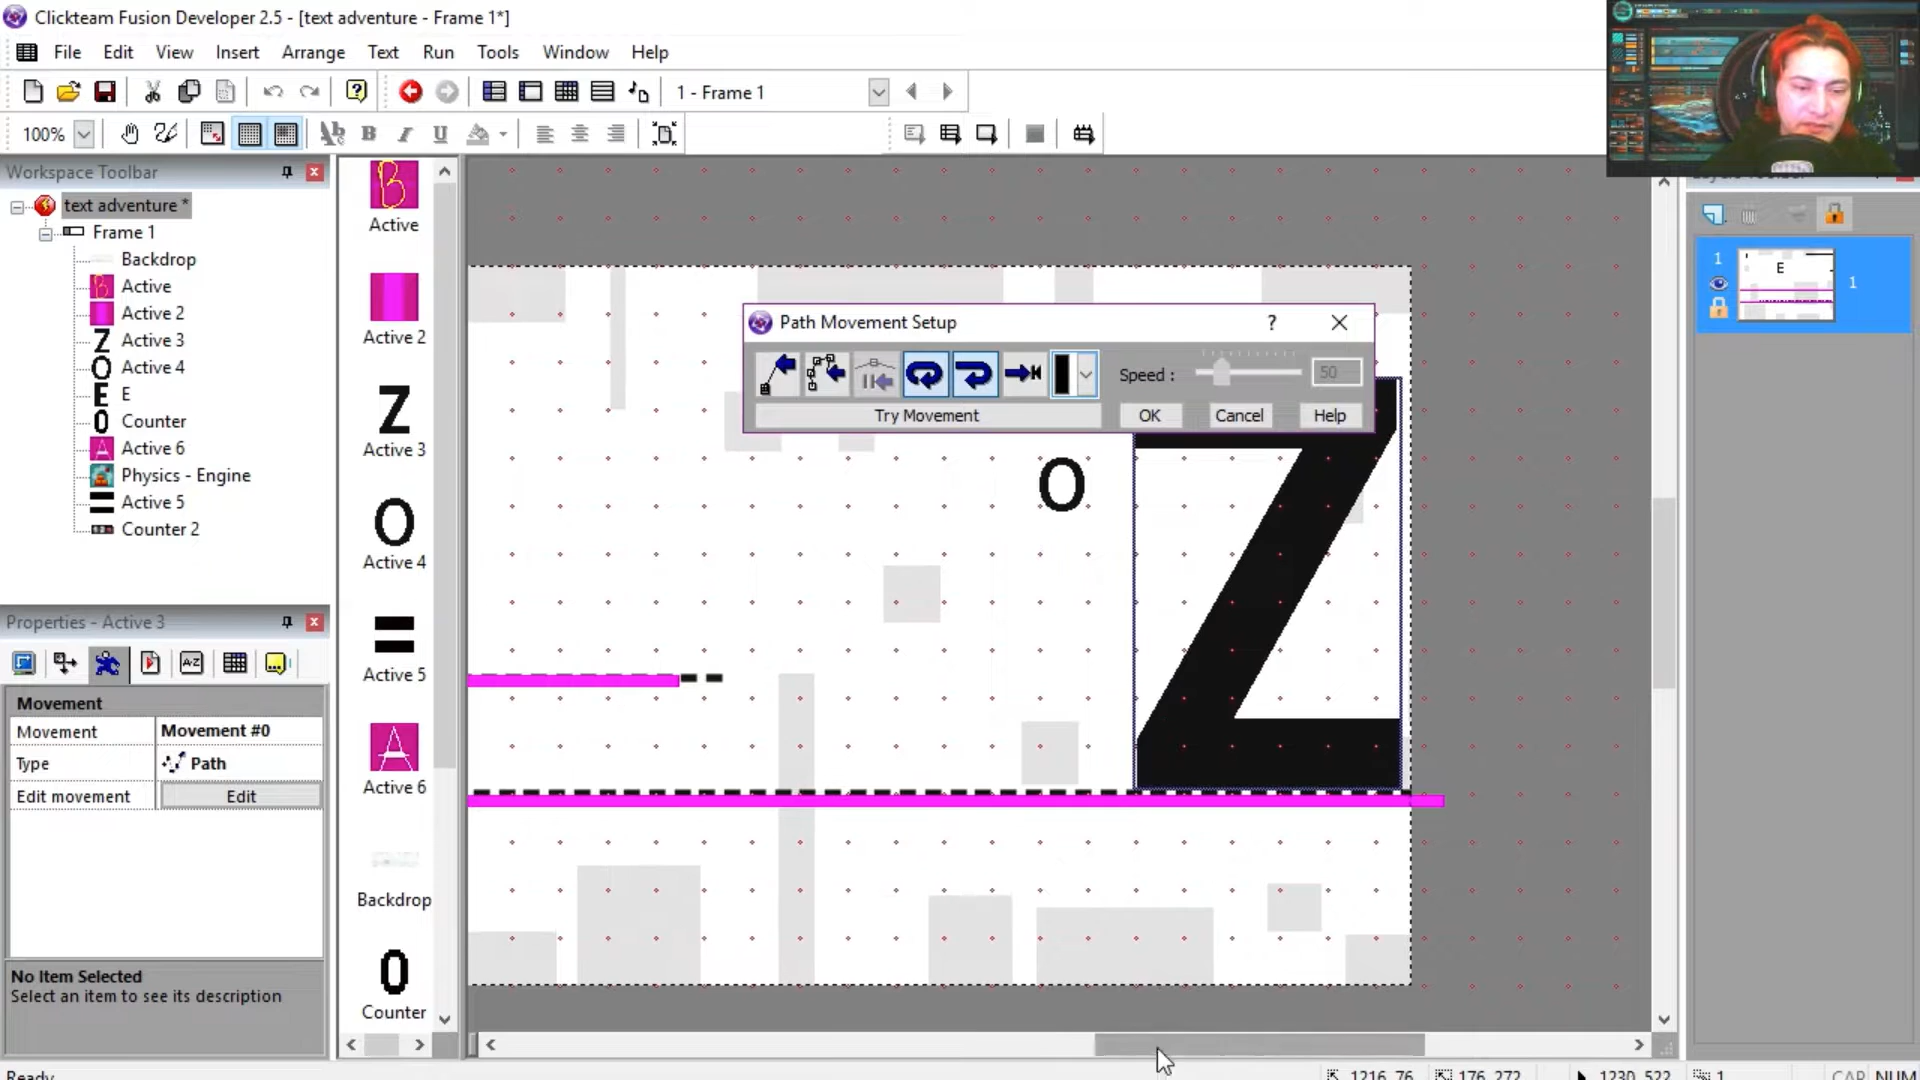 Clickteam Fusion Developer 2.5 - [text adventure - Frame 1*]
File Edit View Insert Arrange Text Run Tools Window Help
1 - Frame 1
100%
Workspace Toolbar
text adventure *
Frame 1
Backdrop
Active
Active 2
Active 3
Active 4
E
Counter
Active 6
Physics - Engine
Active 5
Counter 2
Properties - Active 3
Movement
Movement Movement #0
Type Path
Edit movement Edit
No Item Selected
Select an item to see its description
Ready
B
Active
Active 2
Z
Active 3
O
Active 4
Active 5
A
Active 6
Backdrop
0
Counter
Path Movement Setup
Speed : 50
Try Movement OK Cancel Help
O
Z
1
E
1
1216, 76 176, 272 1230, 522 1 CAP NUM